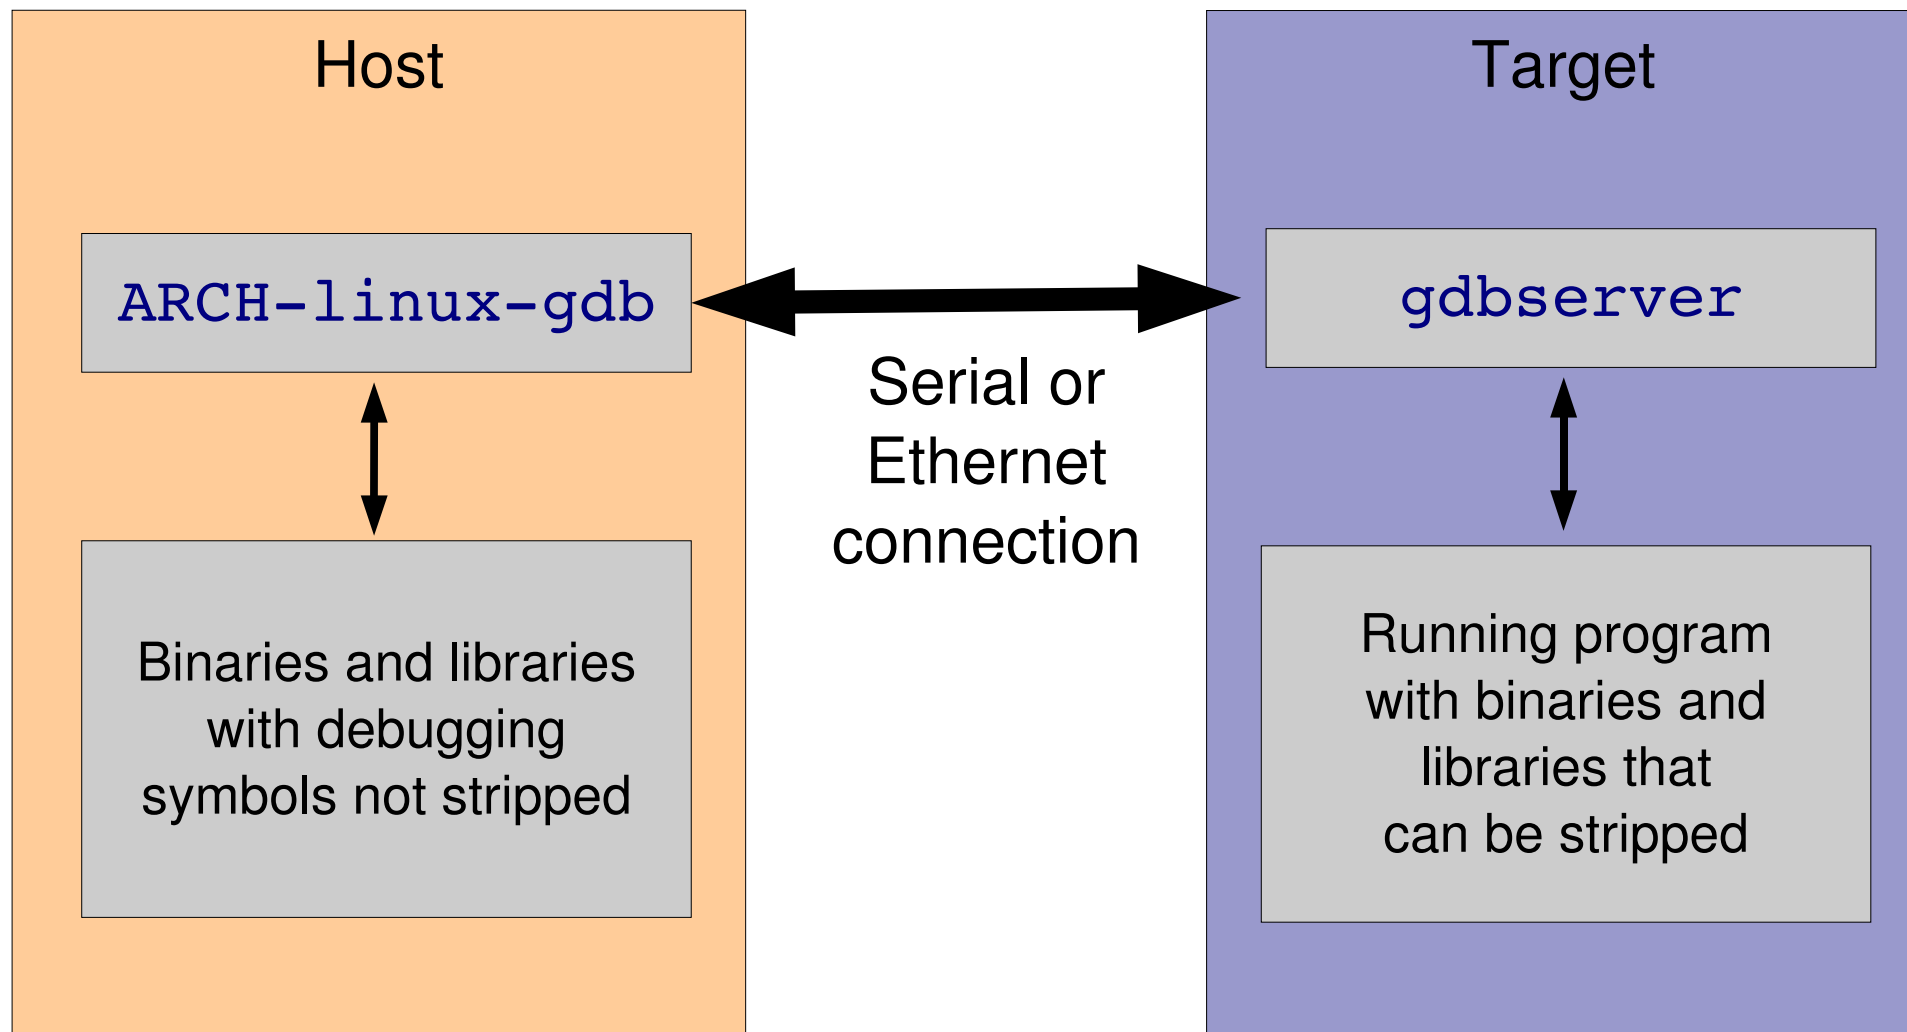 Host
ARCH-linux-gdb
Binaries and libraries
with debugging
symbols not stripped
Serial or
Ethernet
connection
Target
gdbserver
Running program
with binaries and
libraries that
can be stripped